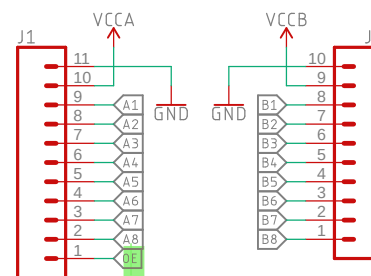 VCCA VCCB
J1 J
11 10
10 GND GND 9
9 A1 B1 8
8 A2 B2 7
7 A3 B3 6
6 A4 B4 5
5 A5 B5 4
4 A6 B6 3
3 A7 B7 2
2 A8 B8 1
1 OE